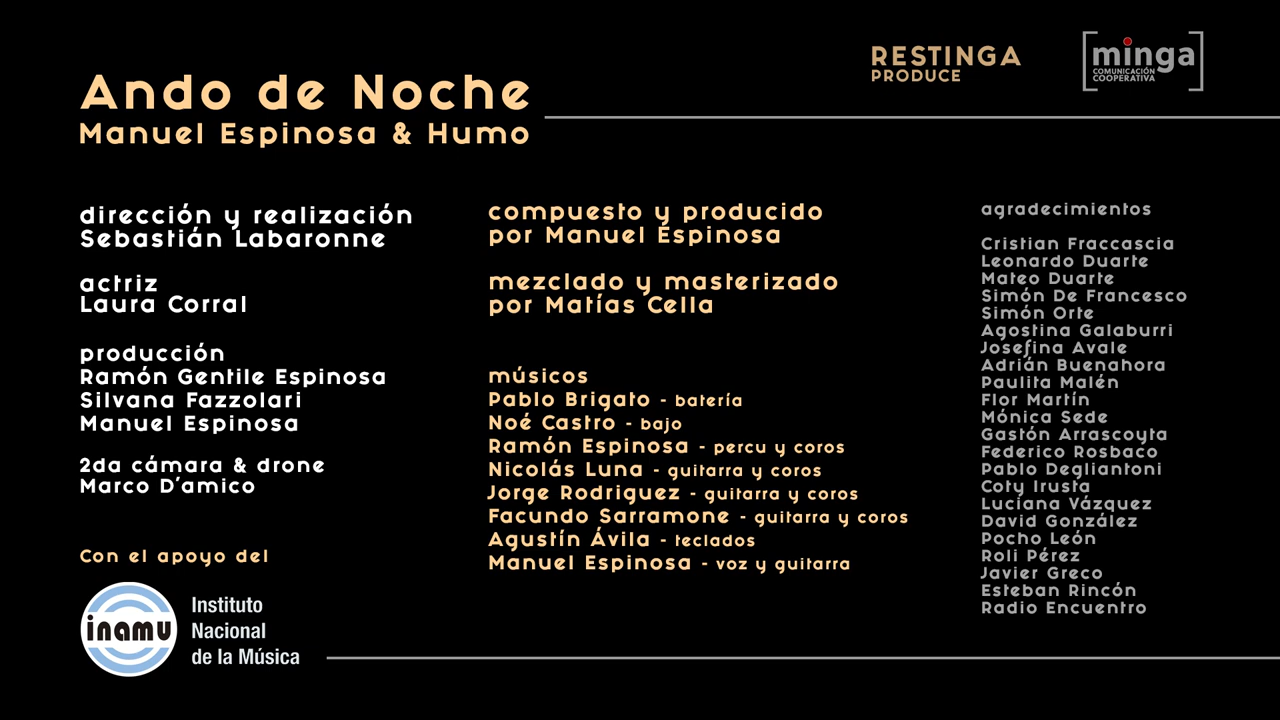 Ando de Noche
Manuel Espinosa & Humo
RESTINGA
PRODUCE
minga
COMUNICACIÓN
COOPERATIVA
dirección y realización
Sebastián Labaronne
actriz
Laura Corral
producción
Ramón Gentile Espinosa
Silvana Fazzolari
Manuel Espinosa
2da cámara & drone
Marco D'amico
Con el apoyo del
inamu
Instituto
Nacional
de la Música
compuesto y producido
por Manuel Espinosa
mezclado y masterizado
por Matías Cella
músicos
Pablo Brigato - batería
Noé Castro - bajo
Ramón Espinosa - percu y coros
Nicolás Luna - guitarra y coros
Jorge Rodriguez - guitarra y coros
Facundo Sarramone - guitarra y coros
Agustín Ávila - teclados
Manuel Espinosa - voz y guitarra
agradecimientos
Cristian Fraccascia
Leonardo Duarte
Mateo Duarte
Simón De Francesco
Simón Orte
Agostina Galaburri
Josefina Avale
Adrián Buenahora
Paulita Malén
Flor Martín
Mónica Sede
Gastón Arrascoyta
Federico Rosbaco
Pablo Degliantoni
Coty Irusta
Luciana Vázquez
David González
Pocho León
Roli Pérez
Javier Greco
Esteban Rincón
Radio Encuentro